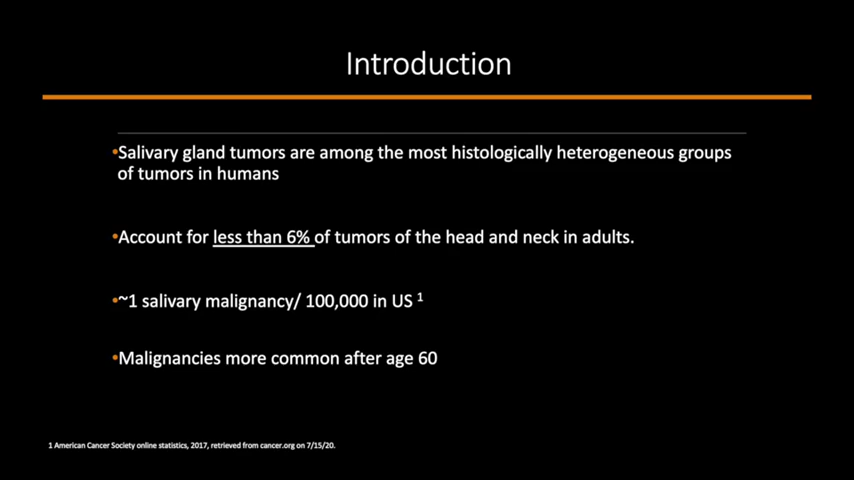 Introduction
•Salivary gland tumors are among the most histologically heterogeneous groups
of tumors in humans
•Account for less than 6% of tumors of the head and neck in adults.
•~1 salivary malignancy/ 100,000 in US 1
•Malignancies more common after age 60
1 American Cancer Society online statistics, 2017, retrieved from cancer.org on 7/15/20.